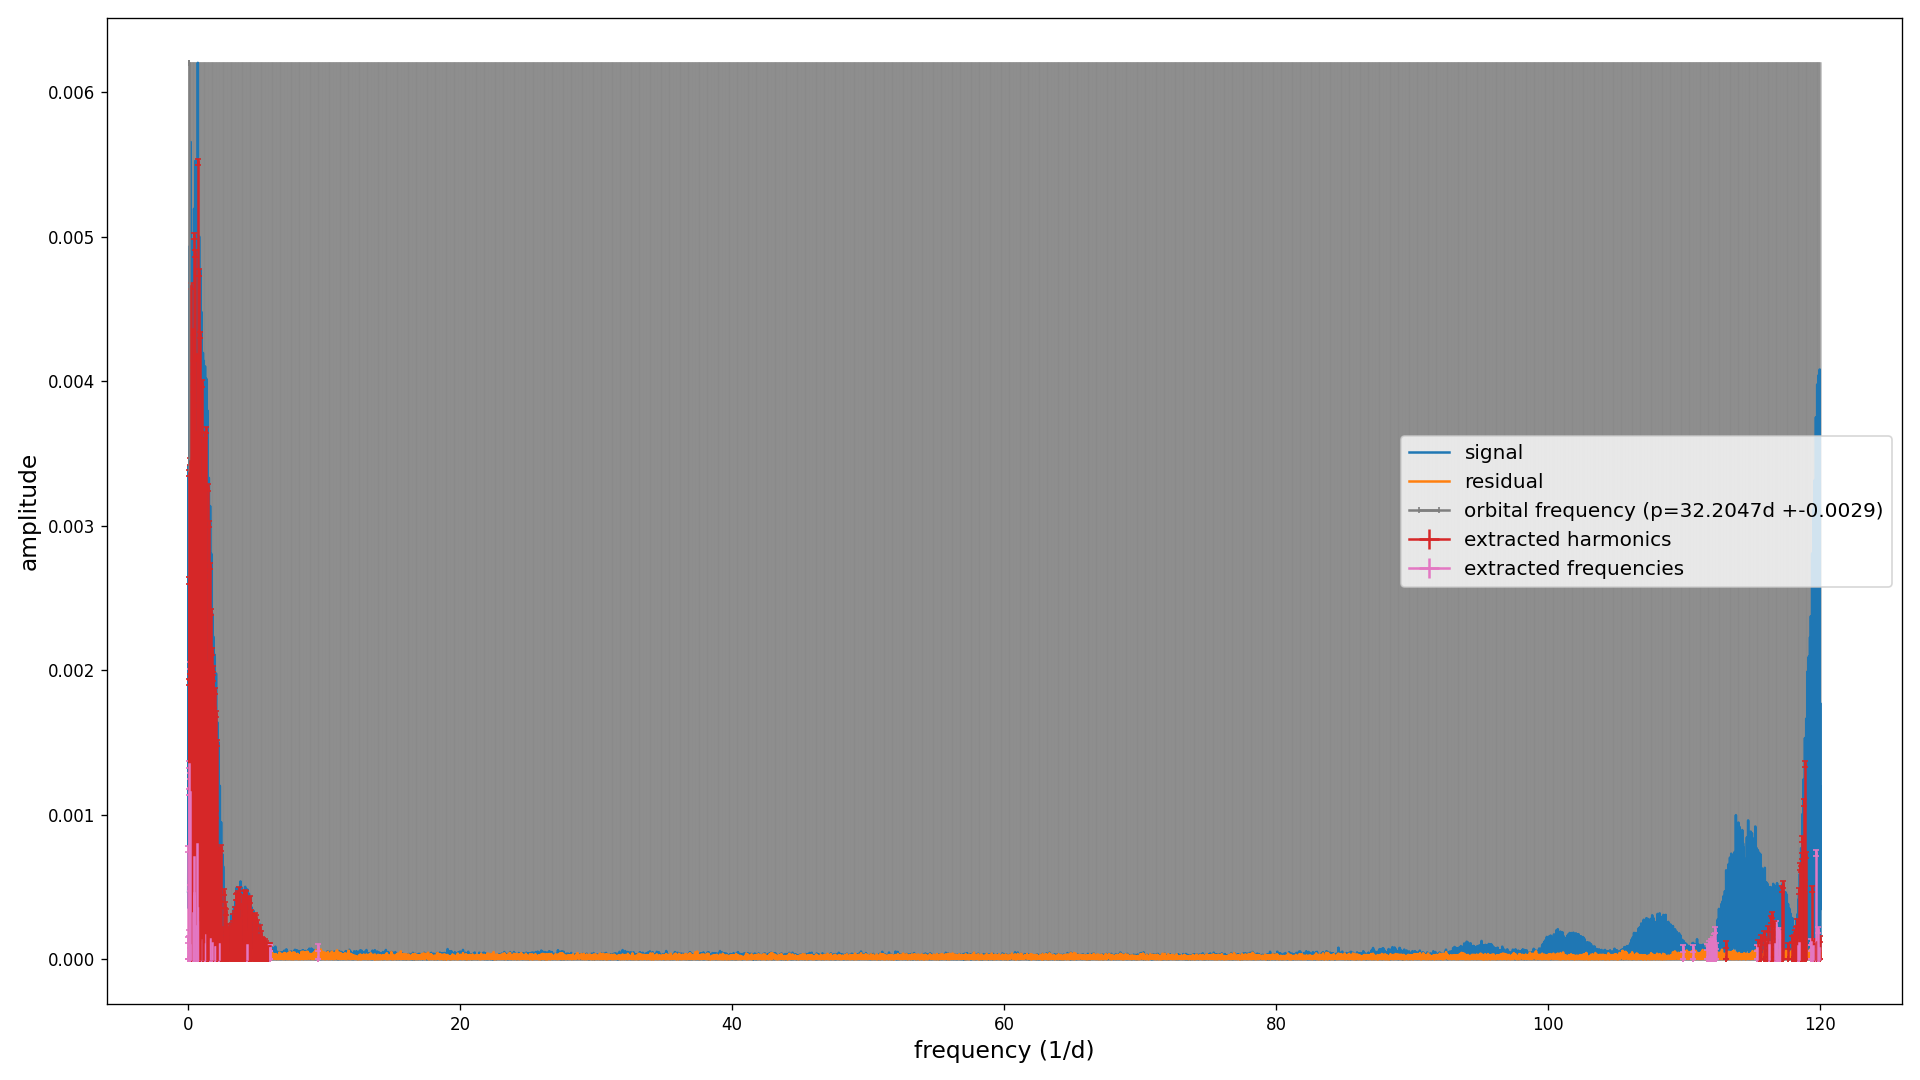 0.006
0.005
0.004
0.003
0.002
0.001
0.000
amplitude
signal
residual
orbital frequency (p=32.2047d +-0.0029)
extracted harmonics
extracted frequencies
0 20 40 60 80 100 120
frequency (1/d)